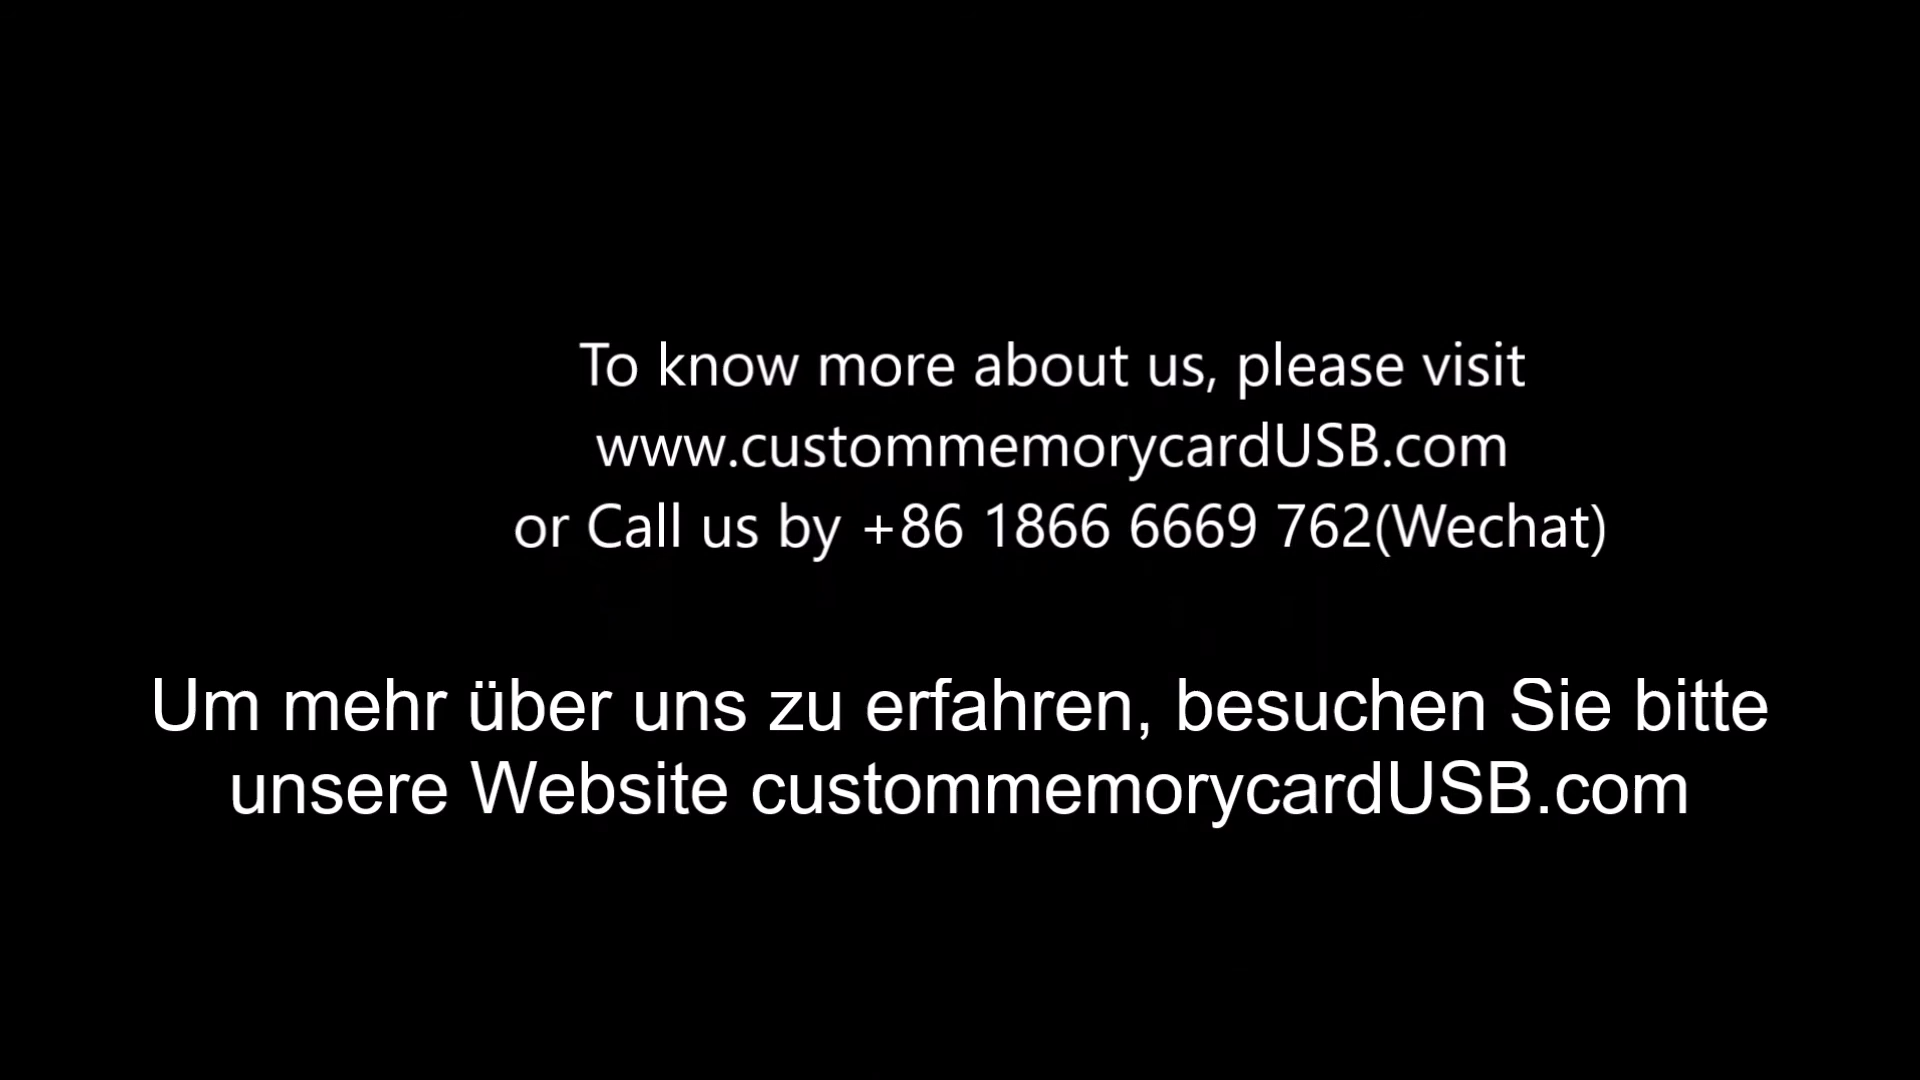 To know more about us, please visit
www.custommemorycardUSB.com
or Call us by +86 1866 6669 762(Wechat)
Um mehr über uns zu erfahren, besuchen Sie bitte
unsere Website custommemorycardUSB.com